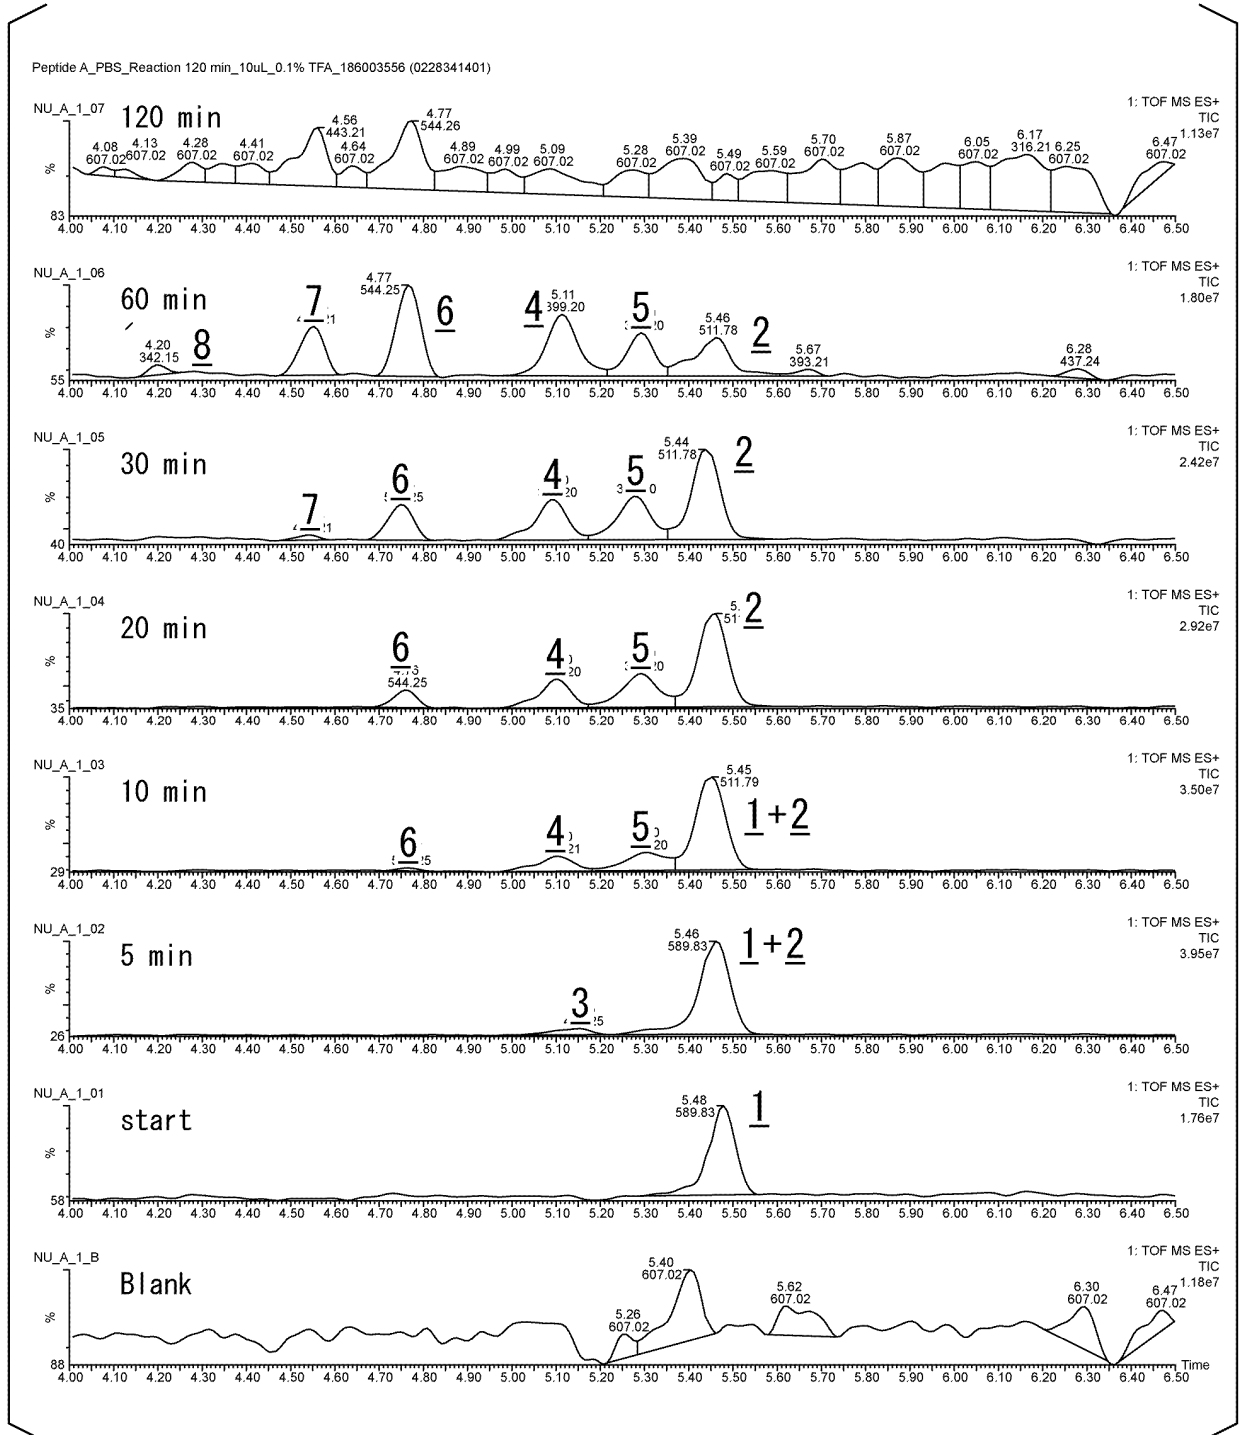 Peptide A_PBS_Reaction 120 min_10uL_0.1% TFA_186003556 (0228341401)
NU_A_1_07
120 min
1: TOF MS ES+
TIC
1.13e7
%
83
4.08
607.02
4.13
607.02
4.28
607.02
4.41
607.02
4.56
443.21
4.64
607.02
4.77
544.26
4.89
607.02
4.99
607.02
5.09
607.02
5.28
607.02
5.39
607.02
5.49
607.02
5.59
607.02
5.70
607.02
5.87
607.02
6.05
607.02
6.17
316.21
6.25
607.02
6.47
607.02
4.00 4.10 4.20 4.30 4.40 4.50 4.60 4.70 4.80 4.90 5.00 5.10 5.20 5.30 5.40 5.50 5.60 5.70 5.80 5.90 6.00 6.10 6.20 6.30 6.40 6.50
NU_A_1_06
60 min
1: TOF MS ES+
TIC
1.80e7
%
55
4.20
342.15
8
7
4.77
544.25
6
4
5.11
399.20
5
5.46
511.78
2
5.67
393.21
6.28
437.24
4.00 4.10 4.20 4.30 4.40 4.50 4.60 4.70 4.80 4.90 5.00 5.10 5.20 5.30 5.40 5.50 5.60 5.70 5.80 5.90 6.00 6.10 6.20 6.30 6.40 6.50
NU_A_1_05
30 min
1: TOF MS ES+
TIC
2.42e7
%
40
7
6
4
5
5.44
511.78
2
4.00 4.10 4.20 4.30 4.40 4.50 4.60 4.70 4.80 4.90 5.00 5.10 5.20 5.30 5.40 5.50 5.60 5.70 5.80 5.90 6.00 6.10 6.20 6.30 6.40 6.50
NU_A_1_04
20 min
1: TOF MS ES+
TIC
2.92e7
%
35
6
544.25
4
5
2
4.00 4.10 4.20 4.30 4.40 4.50 4.60 4.70 4.80 4.90 5.00 5.10 5.20 5.30 5.40 5.50 5.60 5.70 5.80 5.90 6.00 6.10 6.20 6.30 6.40 6.50
NU_A_1_03
10 min
1: TOF MS ES+
TIC
3.50e7
%
29
6
4
5
5.45
511.79
1+2
4.00 4.10 4.20 4.30 4.40 4.50 4.60 4.70 4.80 4.90 5.00 5.10 5.20 5.30 5.40 5.50 5.60 5.70 5.80 5.90 6.00 6.10 6.20 6.30 6.40 6.50
NU_A_1_02
5 min
1: TOF MS ES+
TIC
3.95e7
%
26
3
5.46
589.83
1+2
4.00 4.10 4.20 4.30 4.40 4.50 4.60 4.70 4.80 4.90 5.00 5.10 5.20 5.30 5.40 5.50 5.60 5.70 5.80 5.90 6.00 6.10 6.20 6.30 6.40 6.50
NU_A_1_01
start
1: TOF MS ES+
TIC
1.76e7
%
58
5.48
589.83
1
4.00 4.10 4.20 4.30 4.40 4.50 4.60 4.70 4.80 4.90 5.00 5.10 5.20 5.30 5.40 5.50 5.60 5.70 5.80 5.90 6.00 6.10 6.20 6.30 6.40 6.50
NU_A_1_B
Blank
1: TOF MS ES+
TIC
1.18e7
%
88
5.26
607.02
5.40
607.02
5.62
607.02
6.30
607.02
6.47
607.02
Time
4.00 4.10 4.20 4.30 4.40 4.50 4.60 4.70 4.80 4.90 5.00 5.10 5.20 5.30 5.40 5.50 5.60 5.70 5.80 5.90 6.00 6.10 6.20 6.30 6.40 6.50